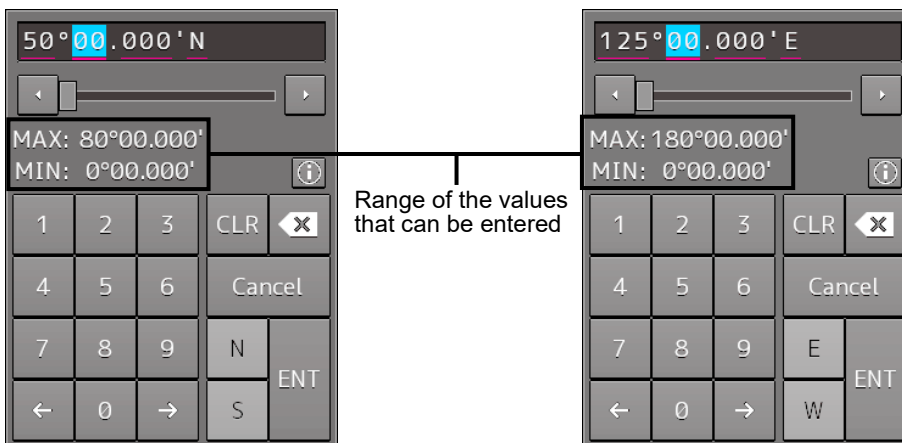 50°00.000'N
MAX: 80°00.000'
MIN: 0°00.000'
1 2 3 CLR
4 5 6 Cancel
7 8 9 N
ENT
← 0 → S
Range of the values
that can be entered
125°00.000'E
MAX:180°00.000'
MIN: 0°00.000'
1 2 3 CLR
4 5 6 Cancel
7 8 9 E
ENT
← 0 → W